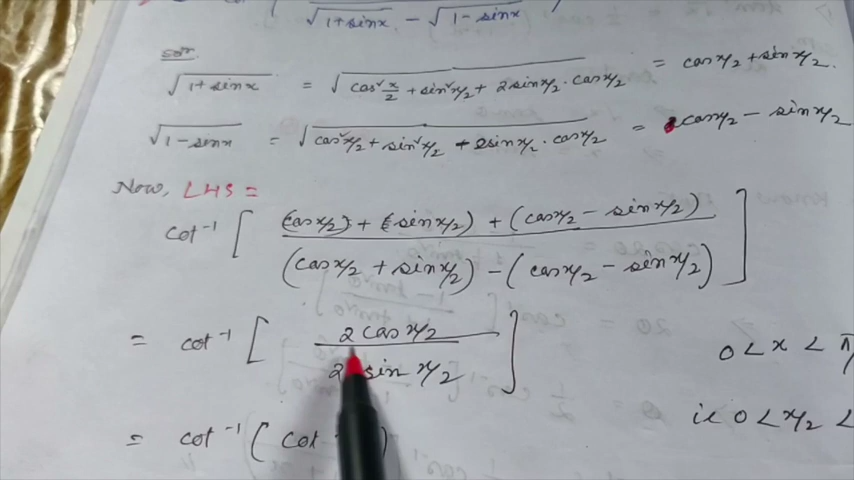 √1+sinx − √1−sinx
son
√1+sinx = √cos²x/2 + sin²x/2 + 2sinx/2 · cosx/2 = cosx/2 + sinx/2.
√1−sinx = √cos²x/2 + sin²x/2 − 2sinx/2 · cosx/2 = cosx/2 − sinx/2
Now, LHS =
cot⁻¹ [ (cosx/2) + (sinx/2) + (cosx/2 − sinx/2)
(cosx/2 + sinx/2) − (cosx/2 − sinx/2) ]
= cot⁻¹ [ 2cosx/2
2 sin x/2 ] 0 < x < π/
ie 0 < x/2 <
= cot⁻¹ ( cot )